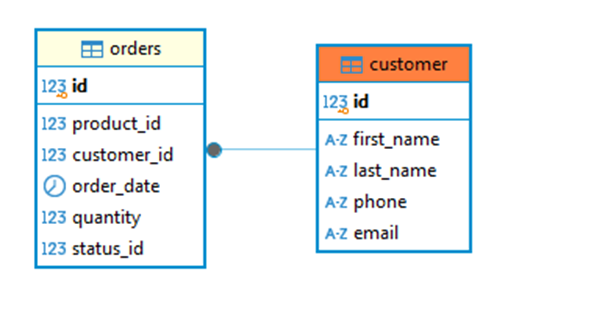 orders
123 id
123 product_id
123 customer_id
order_date
123 quantity
123 status_id
customer
123 id
A-Z first_name
A-Z last_name
A-Z phone
A-Z email